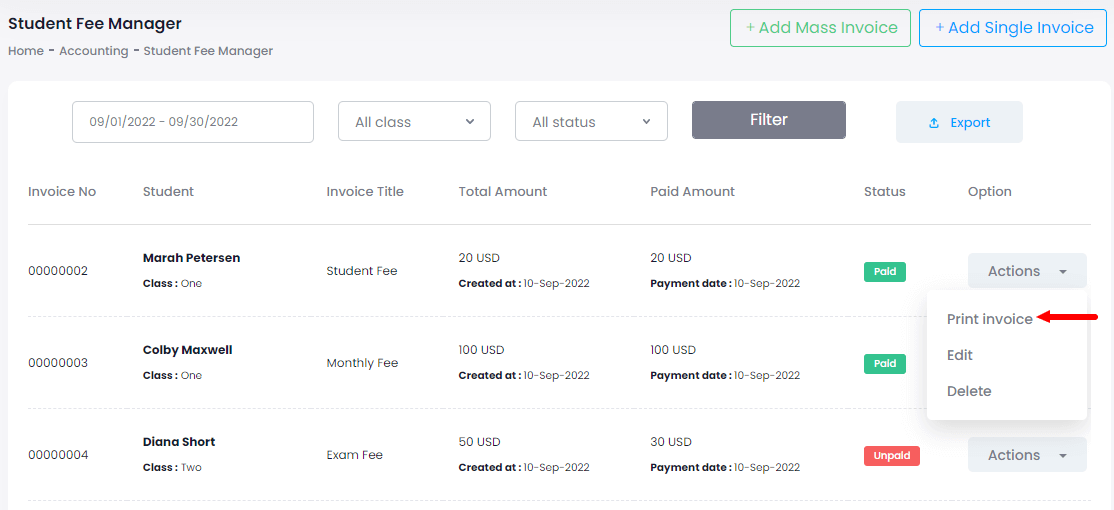 Student Fee Manager
Home - Accounting - Student Fee Manager
+ Add Mass Invoice
+ Add Single Invoice
09/01/2022 - 09/30/2022
All class
All status
Filter
Export
Invoice No Student Invoice Title Total Amount Paid Amount Status Option
00000002
Marah Petersen
Class : One
Student Fee
20 USD
Created at : 10-Sep-2022
20 USD
Payment date : 10-Sep-2022
Paid
Actions
Print invoice
Edit
Delete
00000003
Colby Maxwell
Class : One
Monthly Fee
100 USD
Created at : 10-Sep-2022
100 USD
Payment date : 10-Sep-2022
Paid
00000004
Diana Short
Class : Two
Exam Fee
50 USD
Created at : 10-Sep-2022
30 USD
Payment date : 10-Sep-2022
Unpaid
Actions